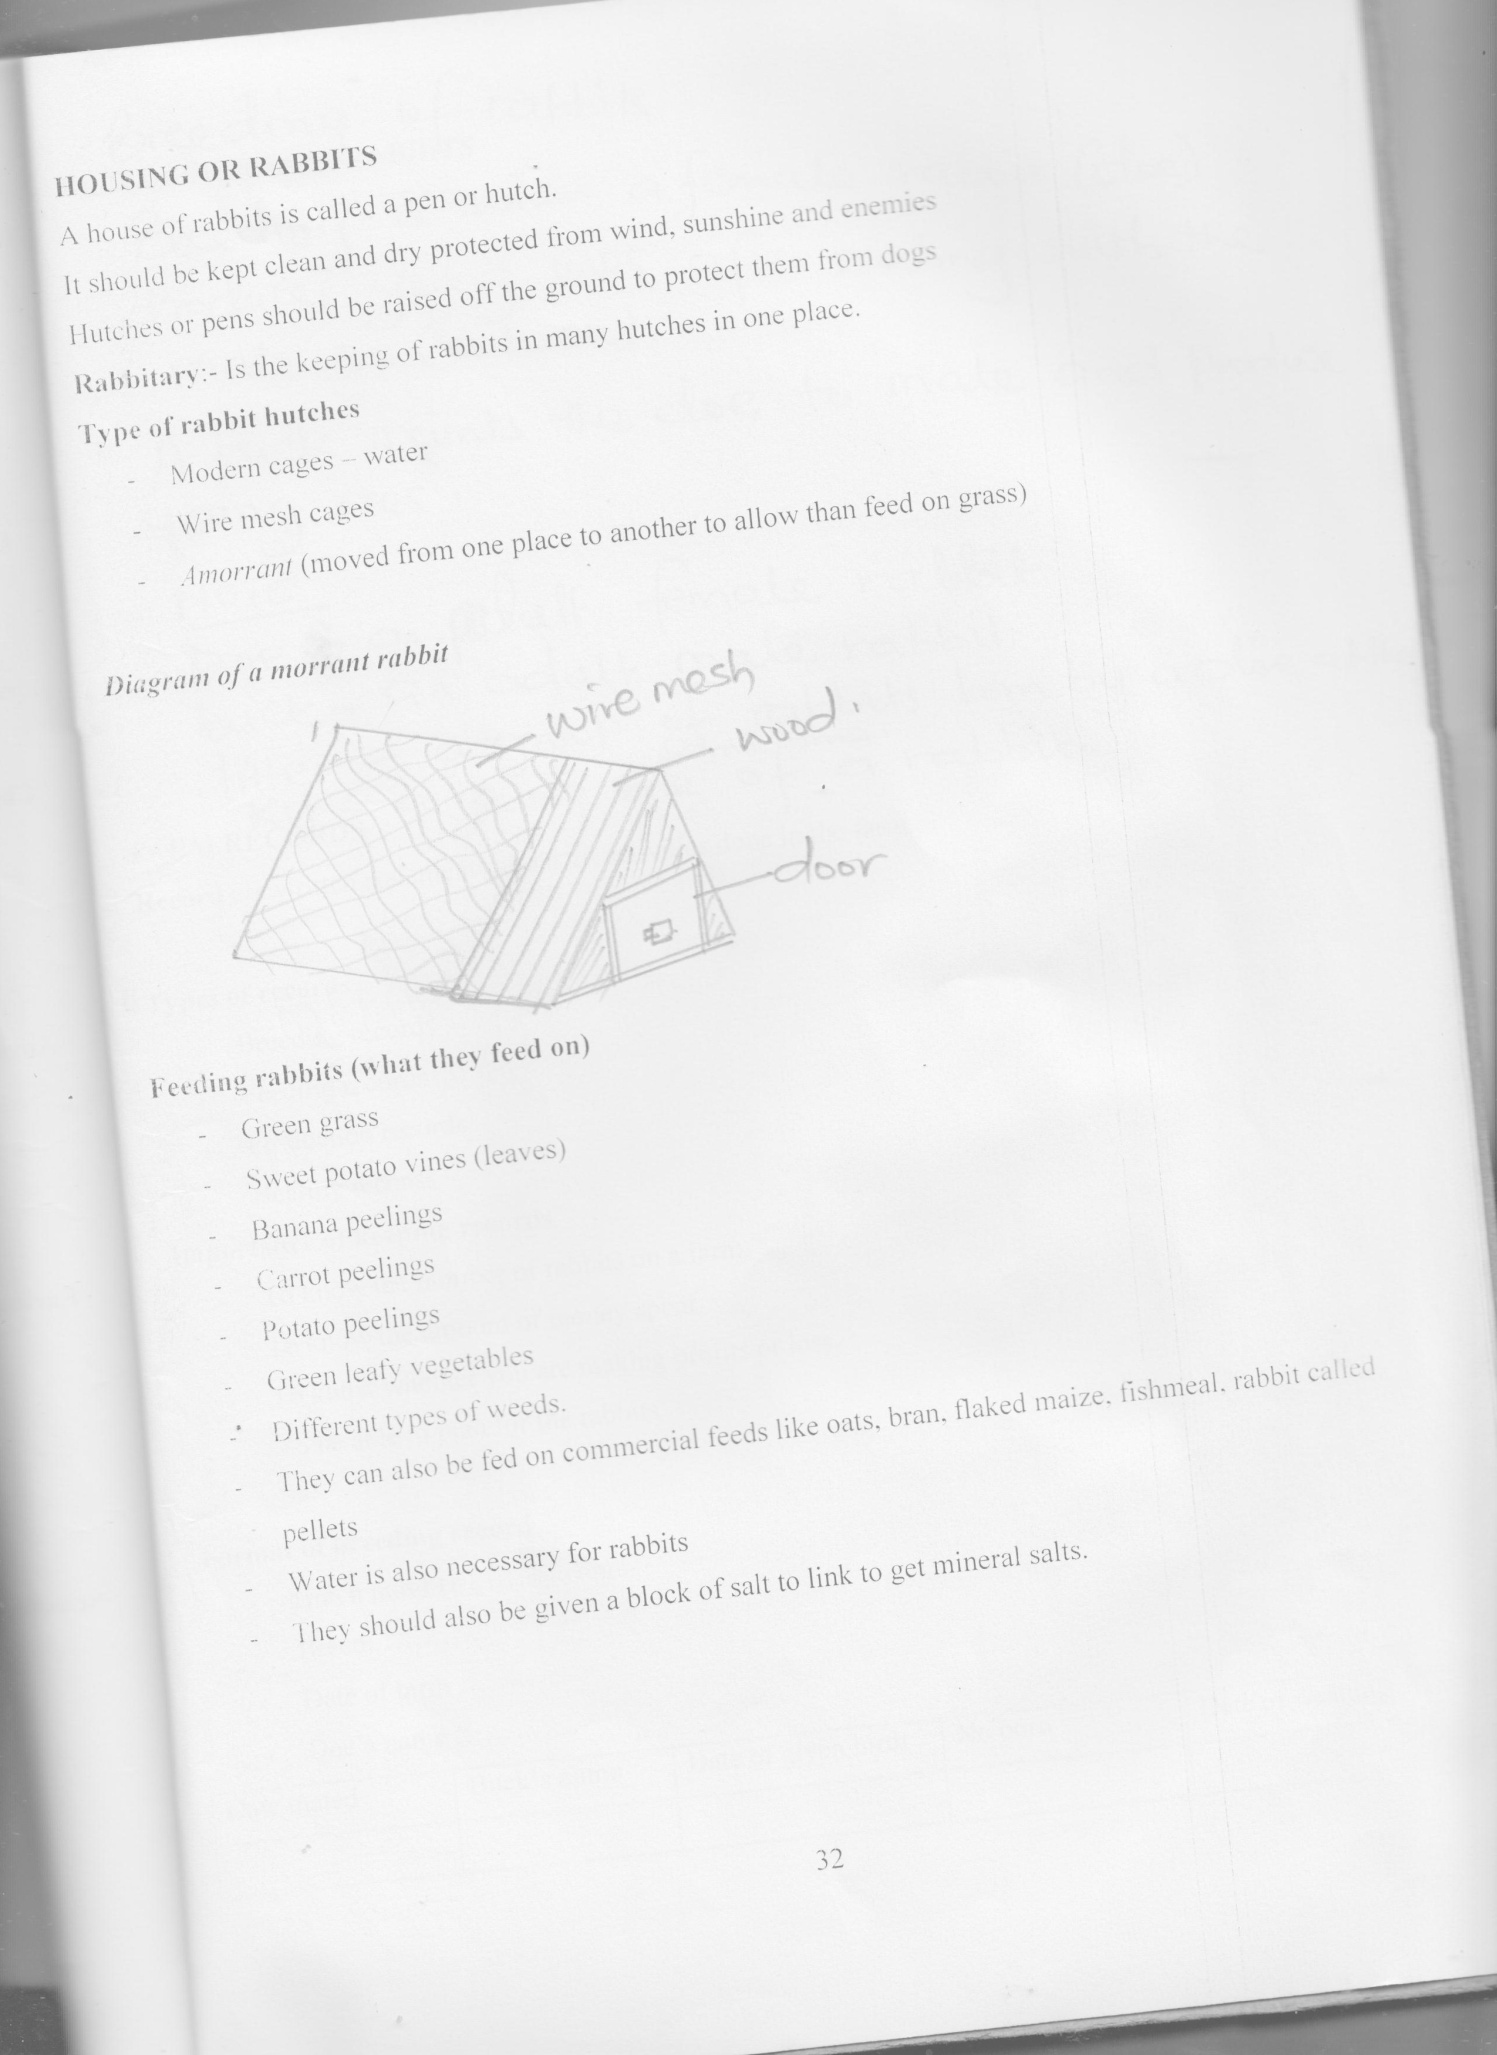 HOUSING OR RABBITS
A house of rabbits is called a pen or hutch.
It should be kept clean and dry protected from wind, sunshine and enemies
Hutches or pens should be raised off the ground to protect them from dogs
Rabbitary:- Is the keeping of rabbits in many hutches in one place.
Type of rabbit hutches
- Modern cages – water
- Wire mesh cages
- Amorrant (moved from one place to another to allow than feed on grass)
Diagram of a morrant rabbit
wire mesh
wood.
door
Feeding rabbits (what they feed on)
- Green grass
- Sweet potato vines (leaves)
- Banana peelings
- Carrot peelings
- Potato peelings
- Green leafy vegetables
- Different types of weeds.
- They can also be fed on commercial feeds like oats, bran, flaked maize, fishmeal, rabbit called
pellets
- Water is also necessary for rabbits
- They should also be given a block of salt to link to get mineral salts.
32